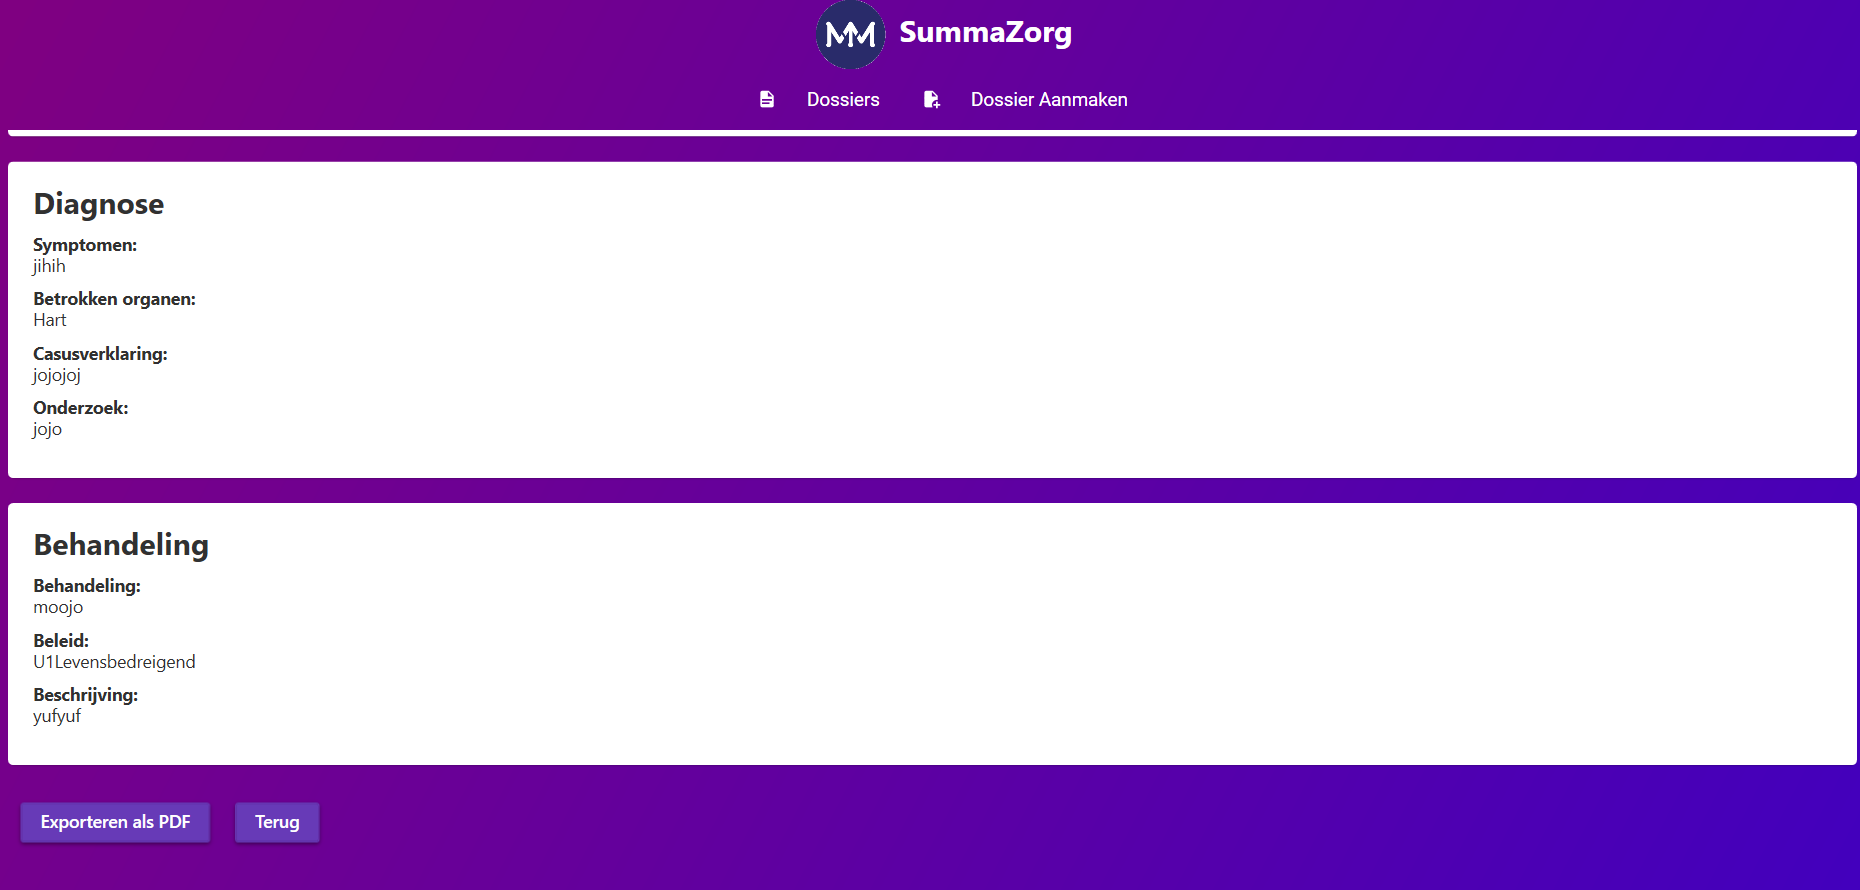 SummaZorg
Dossiers
Dossier Aanmaken
Diagnose
Symptomen:
jihih
Betrokken organen:
Hart
Casusverklaring:
jojojoj
Onderzoek:
jojo
Behandeling
Behandeling:
moojo
Beleid:
U1Levensbedreigend
Beschrijving:
yufyuf
Exporteren als PDF
Terug